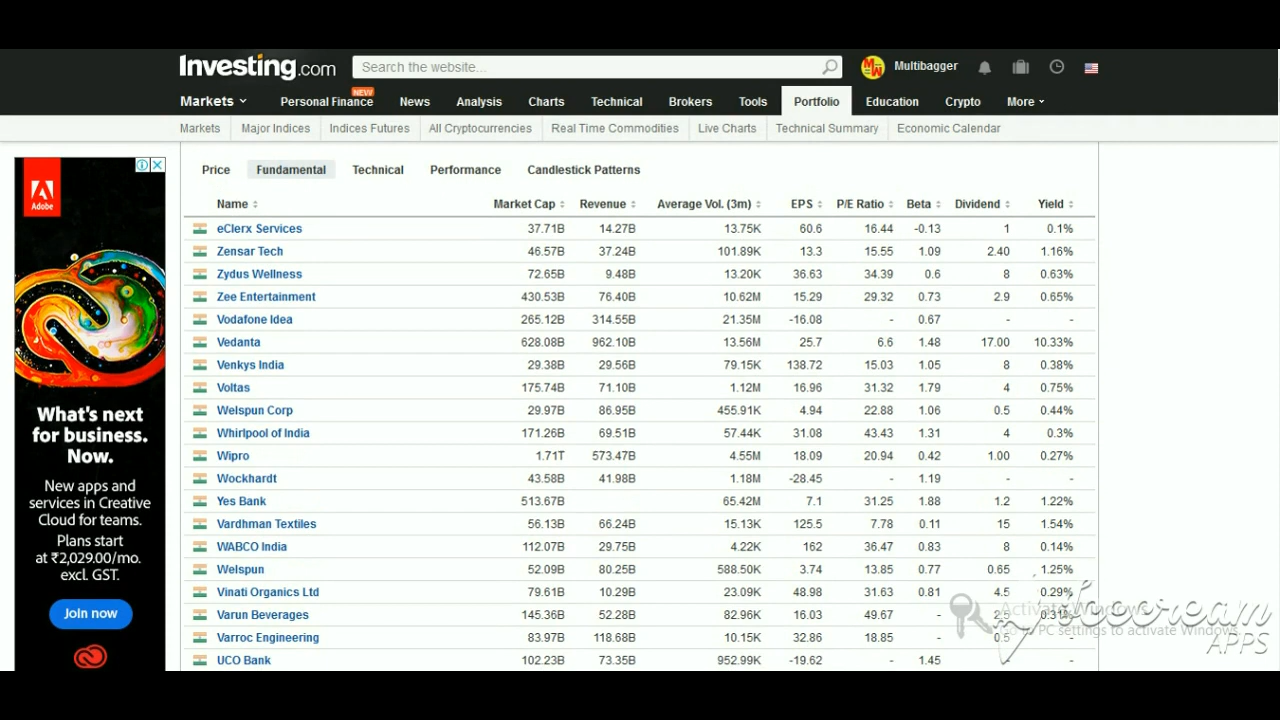 Investing.com
Search the website...
Multibagger
Markets
Personal Finance
NEW
News
Analysis
Charts
Technical
Brokers
Tools
Portfolio
Education
Crypto
More
Markets
Major Indices
Indices Futures
All Cryptocurrencies
Real Time Commodities
Live Charts
Technical Summary
Economic Calendar
Adobe
What's next
for business.
Now.
New apps and
services in Creative
Cloud for teams.
Plans start
at ₹2,029.00/mo.
excl. GST.
Join now
Price Fundamental Technical Performance Candlestick Patterns
Name Market Cap Revenue Average Vol. (3m) EPS P/E Ratio Beta Dividend Yield
eClerx Services 37.71B 14.27B 13.75K 60.6 16.44 -0.13 1 0.1%
Zensar Tech 46.57B 37.24B 101.89K 13.3 15.55 1.09 2.40 1.16%
Zydus Wellness 72.65B 9.48B 13.20K 36.63 34.39 0.6 8 0.63%
Zee Entertainment 430.53B 76.40B 10.62M 15.29 29.32 0.73 2.9 0.65%
Vodafone Idea 265.12B 314.55B 21.35M -16.08 - 0.67 - -
Vedanta 628.08B 962.10B 13.56M 25.7 6.6 1.48 17.00 10.33%
Venkys India 29.38B 29.56B 79.15K 138.72 15.03 1.05 8 0.38%
Voltas 175.74B 71.10B 1.12M 16.96 31.32 1.79 4 0.75%
Welspun Corp 29.97B 86.95B 455.91K 4.94 22.88 1.06 0.5 0.44%
Whirlpool of India 171.26B 69.51B 57.44K 31.08 43.43 1.31 4 0.3%
Wipro 1.71T 573.47B 4.55M 18.09 20.94 0.42 1.00 0.27%
Wockhardt 43.58B 41.98B 1.18M -28.45 - 1.19 - -
Yes Bank 513.67B 65.42M 7.1 31.25 1.88 1.2 1.22%
Vardhman Textiles 56.13B 66.24B 15.13K 125.5 7.78 0.11 15 1.54%
WABCO India 112.07B 29.75B 4.22K 162 36.47 0.83 8 0.14%
Welspun 52.09B 80.25B 588.50K 3.74 13.85 0.77 0.65 1.25%
Vinati Organics Ltd 79.61B 10.29B 23.09K 48.98 31.63 0.81 4.5 0.29%
Varun Beverages 145.36B 52.28B 82.96K 16.03 49.67 -
Varroc Engineering 83.97B 118.68B 10.15K 32.86 18.85 - 0.5 -
UCO Bank 102.23B 73.35B 952.99K -19.62 - 1.45 - -
Activate Windows
Go to PC settings to activate Windows.
APPS